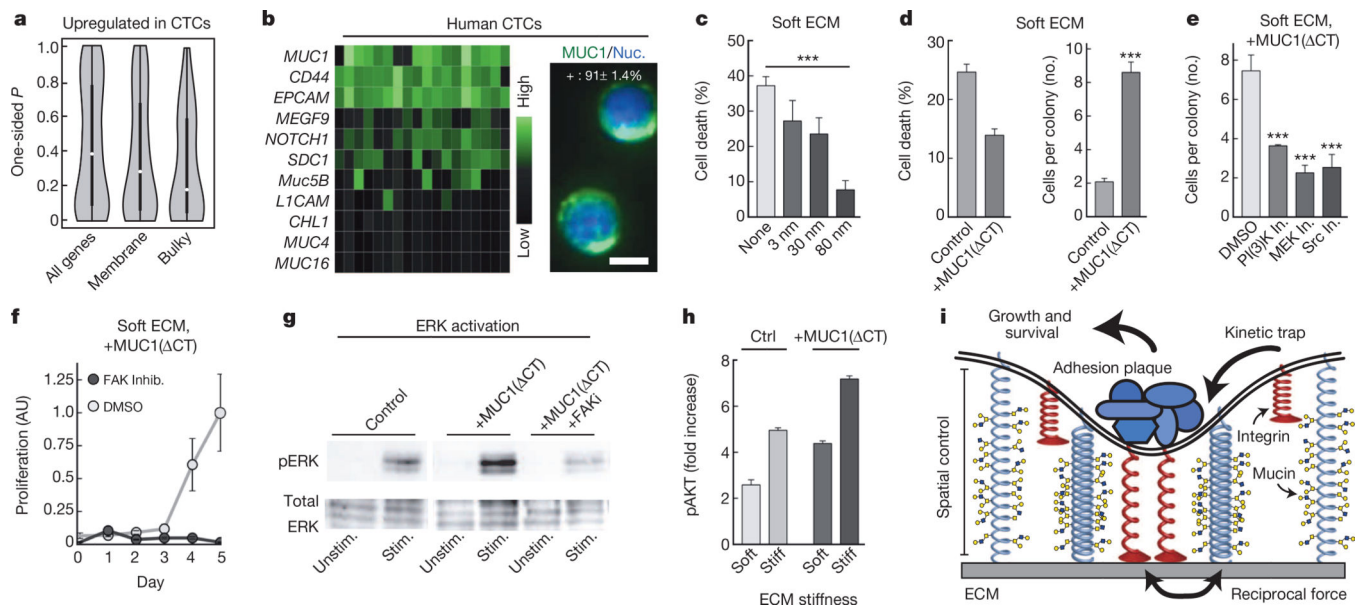 a
Upregulated in CTCs
One-sided P
1.0
0.8
0.6
0.4
0.2
0
All genes
Membrane
Bulky
b
Human CTCs
MUC1
CD44
EPCAM
MEGF9
NOTCH1
SDC1
Muc5B
L1CAM
CHL1
MUC4
MUC16
High
Low
MUC1/Nuc.
+ : 91± 1.4%
c
Soft ECM
Cell death (%)
50
40
30
20
10
0
***
None
3 nm
30 nm
80 nm
d
Soft ECM
Cell death (%)
30
20
10
0
Control
+MUC1(ΔCT)
Cells per colony (no.)
10
8
6
4
2
0
***
Control
+MUC1(ΔCT)
e
Soft ECM,
+MUC1(ΔCT)
Cells per colony (no.)
10
8
6
4
2
0
***
***
***
DMSO
PI(3)K In.
MEK In.
Src In.
f
Soft ECM,
+MUC1(ΔCT)
FAK Inhib.
DMSO
Proliferation (AU)
1.25
1.0
0.75
0.50
0.25
0
0 1 2 3 4 5
Day
g
ERK activation
Control
+MUC1(ΔCT)
+MUC1(ΔCT)
+FAKi
pERK
Total
ERK
Unstim.
Stim.
Unstim.
Stim.
Unstim.
Stim.
h
Ctrl
+MUC1(ΔCT)
pAKT (fold increase)
8
6
4
2
0
Soft
Stiff
Soft
Stiff
ECM stiffness
i
Growth and
survival
Kinetic trap
Adhesion plaque
Spatial control
Integrin
Mucin
ECM
Reciprocal force